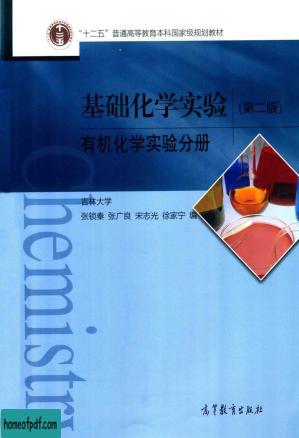 “十二五”普通高等教育本科国家级规划教材
基础化学实验（第二版）
有机化学实验分册
吉林大学
张锁秦 张广良 宋志光 徐家宁 编
Chemistry
高等教育出版社
homeofpdf.com